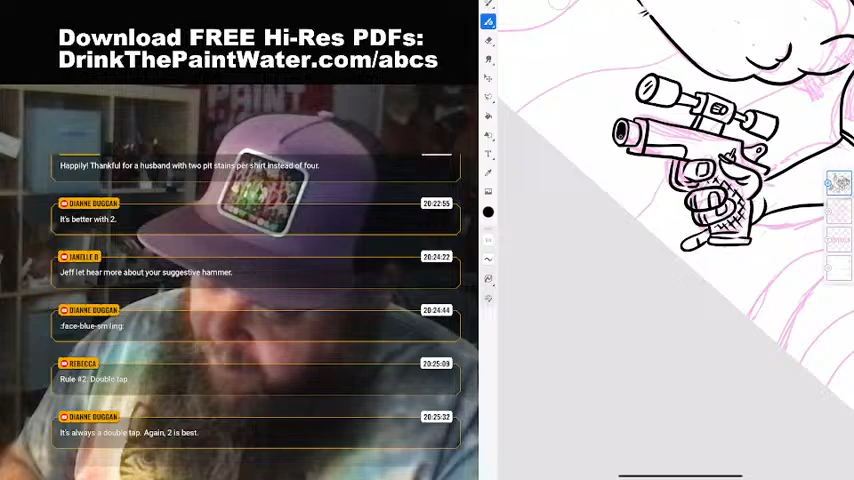 Download FREE Hi-Res PDFs:
DrinkThePaintWater.com/abcs
PAINT
Happily! Thankful for a husband with two pit stains per shirt instead of four.
DIANNE DUGGAN 20:22:55
It's better with 2.
JANELLE B 20:24:22
Jeff let hear more about your suggestive hammer.
DIANNE DUGGAN 20:24:44
:face-blue-smiling:
REBECCA 20:25:09
Rule #2. Double tap
DIANNE DUGGAN 20:25:32
It's always a double tap. Again, 2 is best.